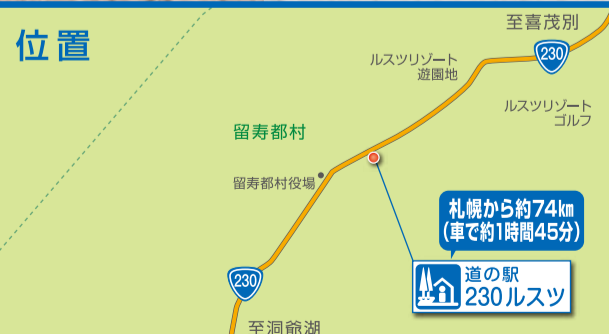 位置
至喜茂別
230
ルスツリゾート
遊園地
ルスツリゾート
ゴルフ
留寿都村
留寿都村役場
札幌から約74㎞
(車で約1時間45分)
道の駅
230ルスツ
230
至洞爺湖